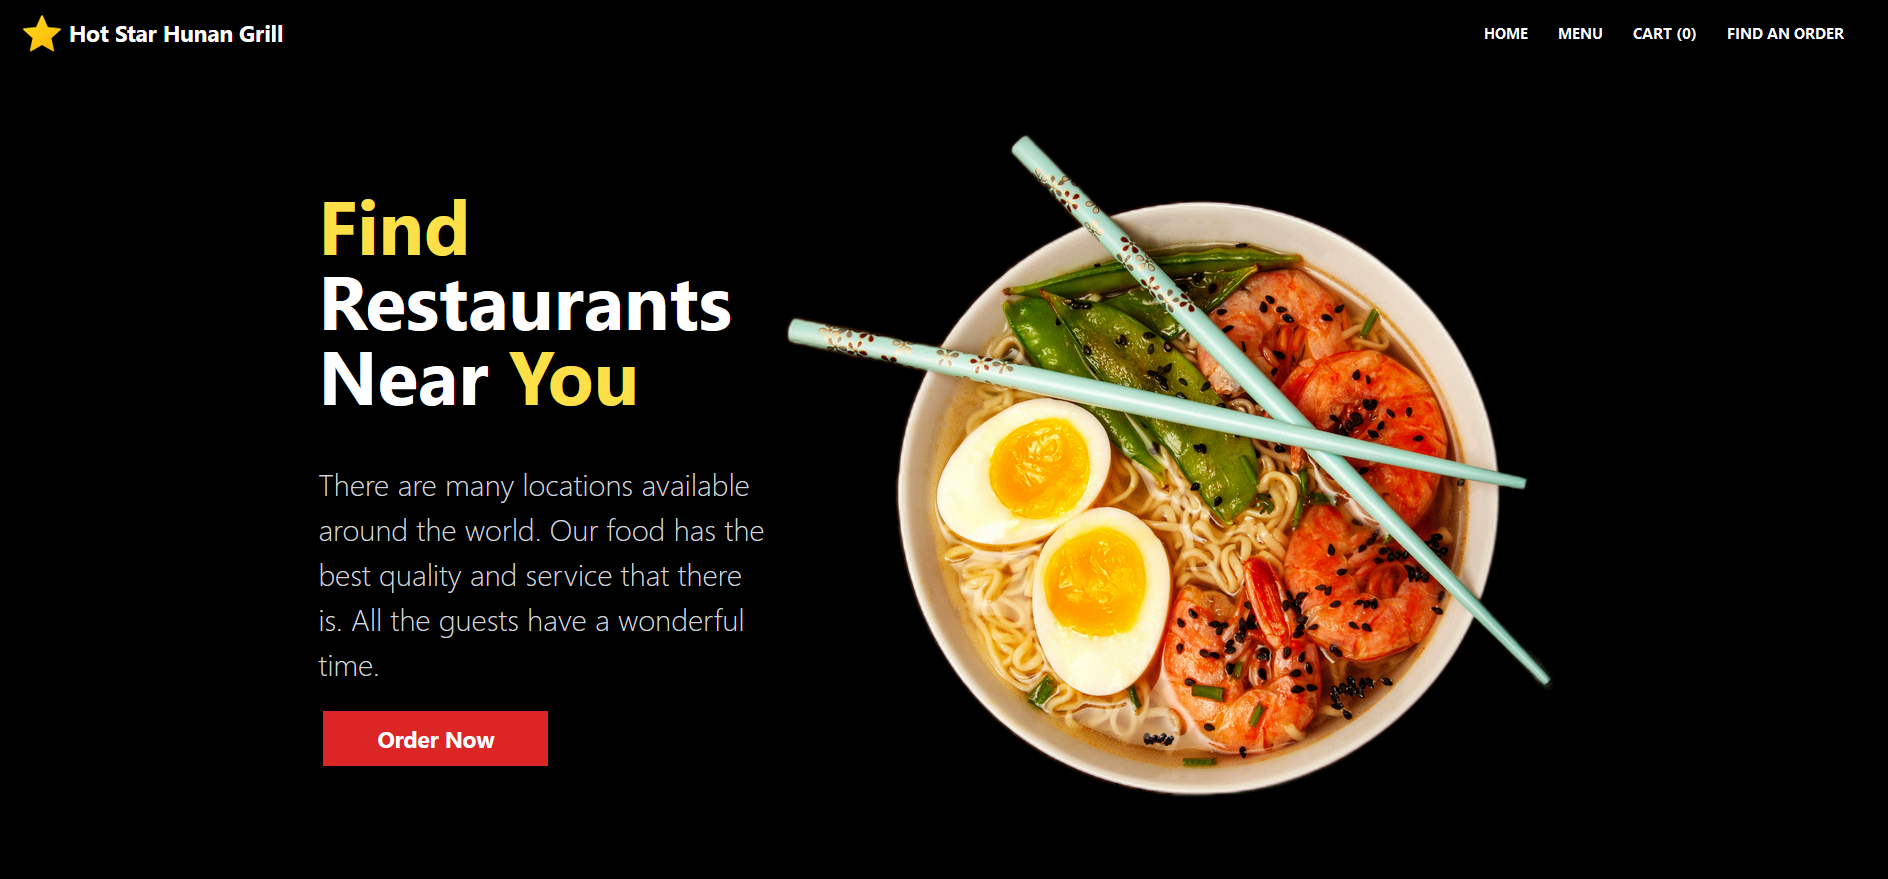 Hot Star Hunan Grill
HOME MENU CART (0) FIND AN ORDER
Find
Restaurants
Near You
There are many locations available
around the world. Our food has the
best quality and service that there
is. All the guests have a wonderful
time.
Order Now